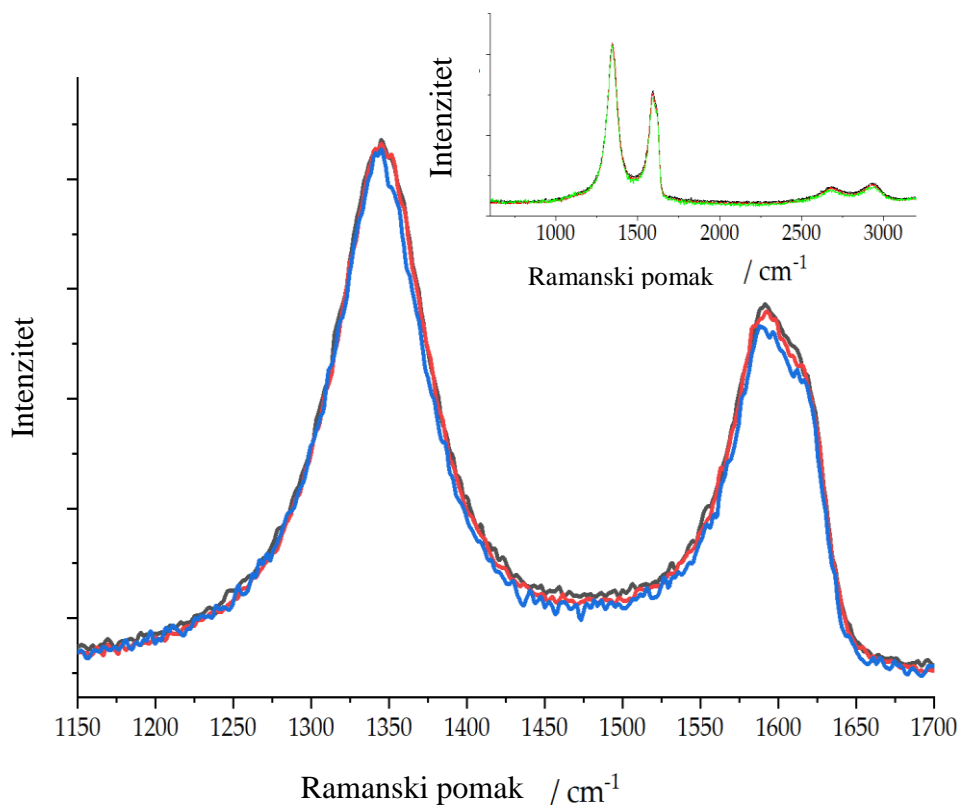 Intenzitet
1000 1500 2000 2500 3000
Ramanski pomak / cm-1
Intenzitet
1150 1200 1250 1300 1350 1400 1450 1500 1550 1600 1650 1700
Ramanski pomak / cm-1